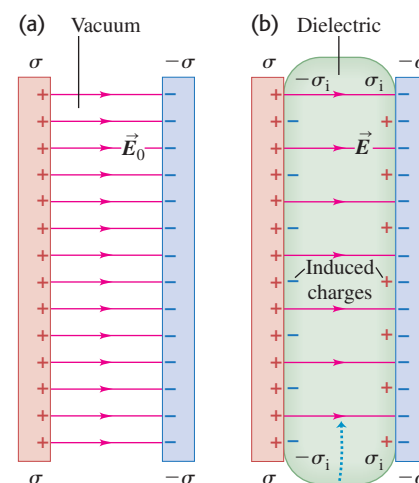 (a) Vacuum
σ −σ
E⃗₀
σ −σ
(b) Dielectric
σ −σ
−σᵢ σᵢ
E⃗
Induced
charges
−σᵢ σᵢ
σ −σ